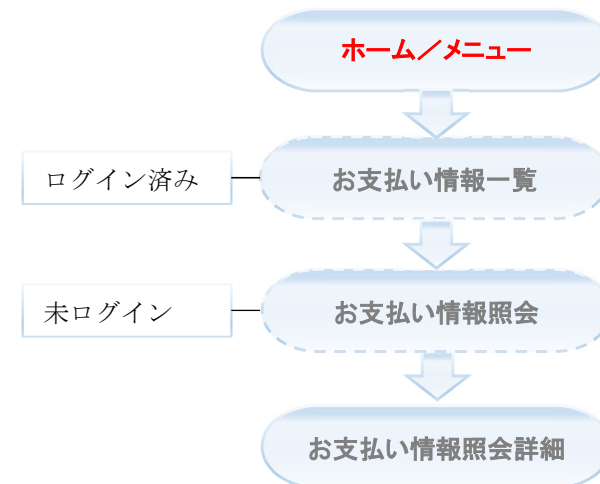 ホーム／メニュー
ログイン済み
お支払い情報一覧
未ログイン
お支払い情報照会
お支払い情報照会詳細